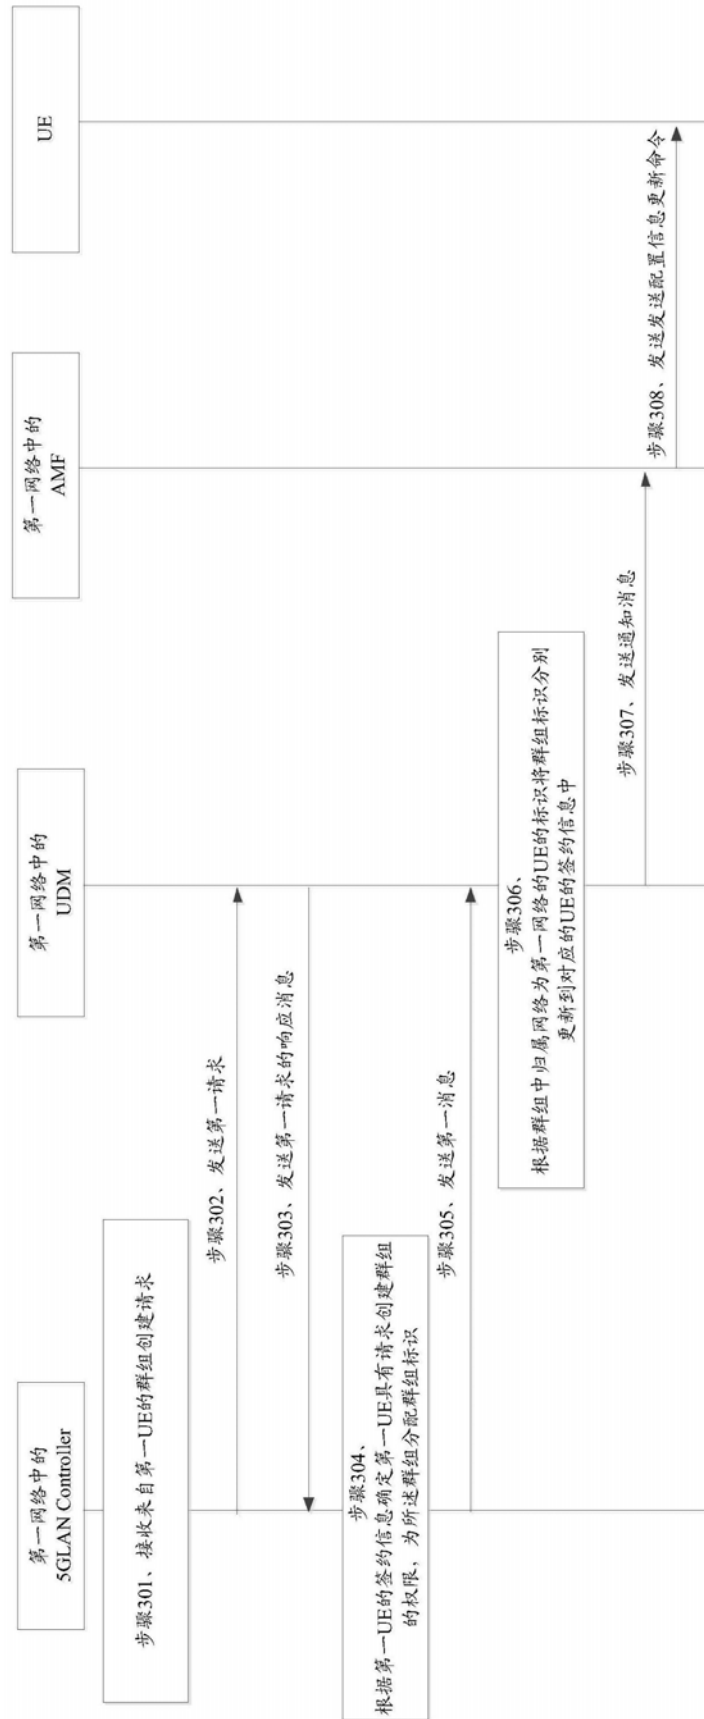 第一网络中的
5GLAN Controller
第一网络中的
UDM
第一网络中的
AMF
UE
步骤301、接收来自第一UE的群组创建请求
步骤302、发送第一请求
步骤303、发送第一请求的响应消息
步骤304、
根据第一UE的签约信息确定第一UE具有请求创建群组
的权限，为所述群组分配群组标识
步骤305、发送第一消息
步骤306、
根据群组中归属网络为第一网络的UE的标识将群组标识分别
更新到对应的UE的签约信息中
步骤307、发送通知消息
步骤308、发送发送配置信息更新命令